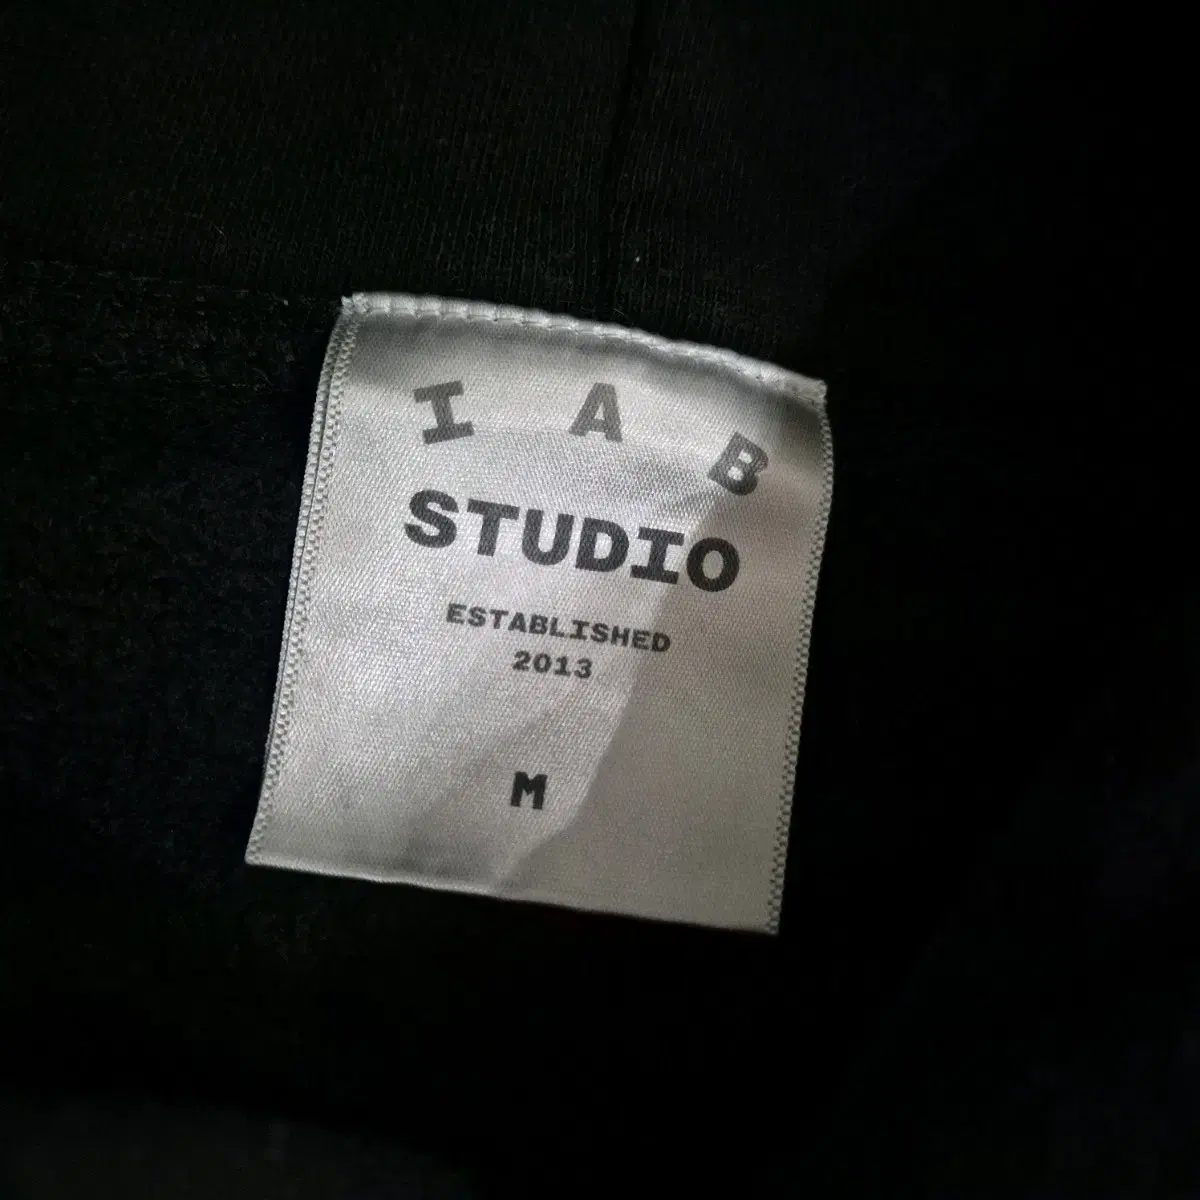 I A B
STUDIO
ESTABLISHED
2013
M